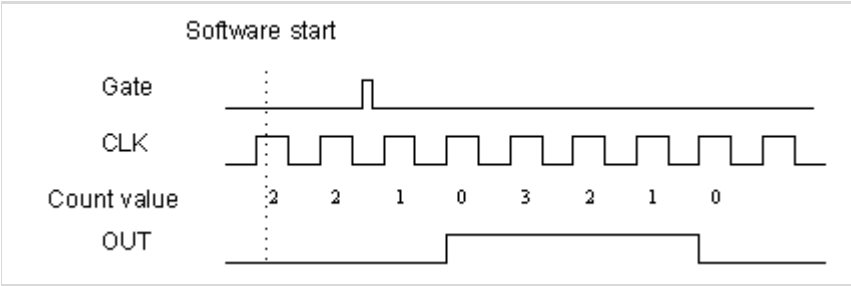 Software start
Gate
CLK
Count value 2 2 1 0 3 2 1 0
OUT